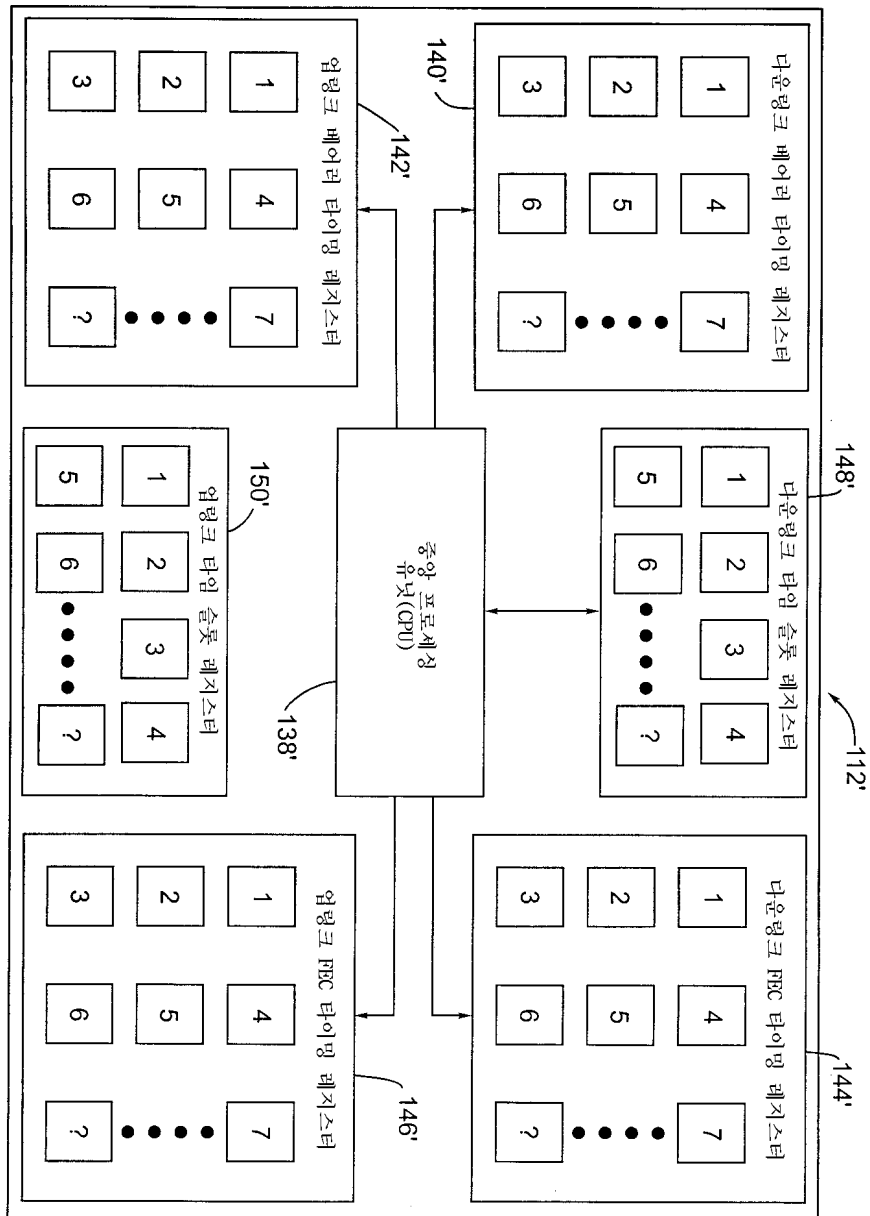 112'
140'
다운링크 베어러 타이밍 레지스터
1 4 7
2 5
3 6 ?
148'
다운링크 타임 슬롯 레지스터
1 2 3 4
5 6 •••• ?
144'
다운링크 FEC 타이밍 레지스터
1 4 7
2 5
3 6 ?
중앙 프로세싱
유닛(CPU)
138'
142'
업링크 베어러 타이밍 레지스터
1 4 7
2 5
3 6 ?
150'
업링크 타임 슬롯 레지스터
1 2 3 4
5 6 •••• ?
146'
업링크 FEC 타이밍 레지스터
1 4 7
2 5
3 6 ?